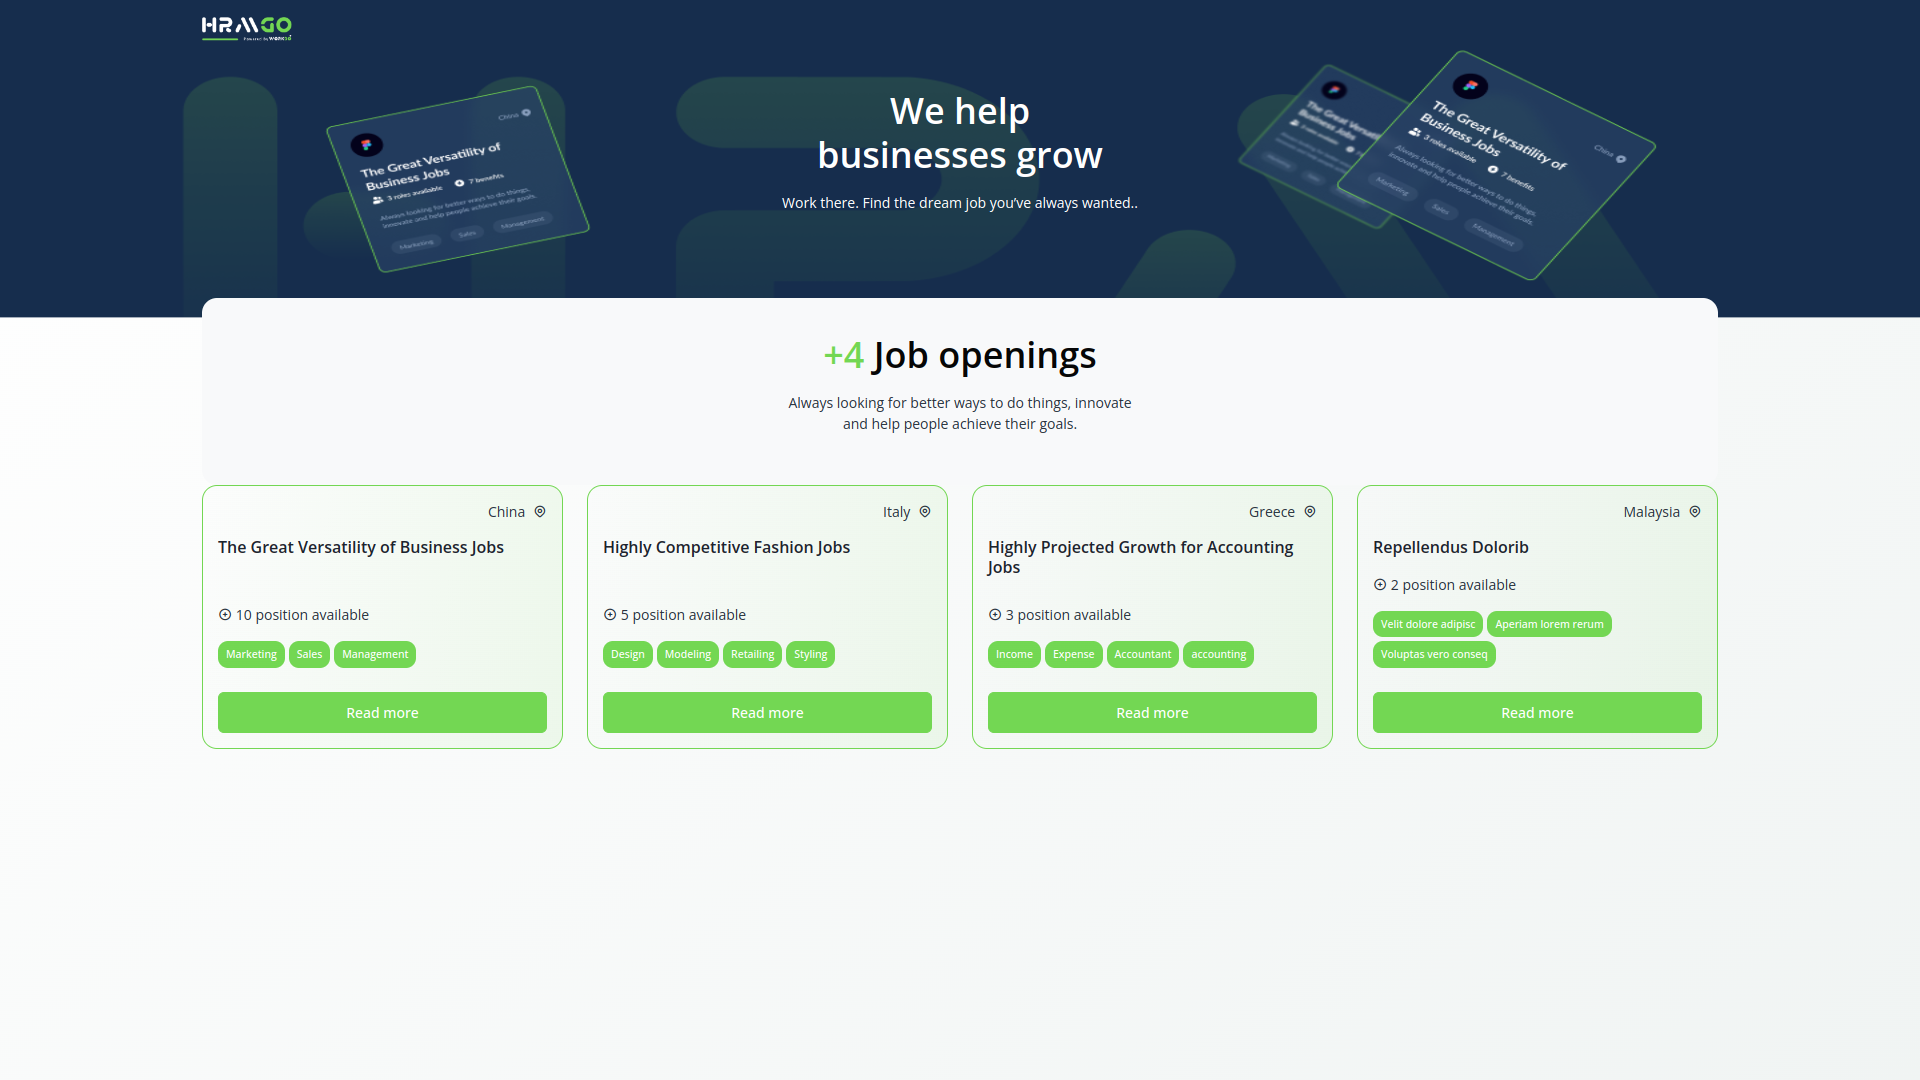 HRMGO
Powered By WORKDO
We help
businesses grow
Work there. Find the dream job you’ve always wanted..
China
The Great Versatility of
Business Jobs
3 roles available 7 benefits
Always looking for better ways to do things,
innovate and help people achieve their goals.
Marketing Sales Management
The Great Versatili
Business Jobs
China
The Great Versatility of
Business Jobs
3 roles available 7 benefits
Always looking for better ways to do things,
innovate and help people achieve their goals.
Marketing Sales Management
+4 Job openings
Always looking for better ways to do things, innovate
and help people achieve their goals.
China
The Great Versatility of Business Jobs
10 position available
Marketing Sales Management
Read more
Italy
Highly Competitive Fashion Jobs
5 position available
Design Modeling Retailing Styling
Read more
Greece
Highly Projected Growth for Accounting
Jobs
3 position available
Income Expense Accountant accounting
Read more
Malaysia
Repellendus Dolorib
2 position available
Velit dolore adipisc Aperiam lorem rerum
Voluptas vero conseq
Read more